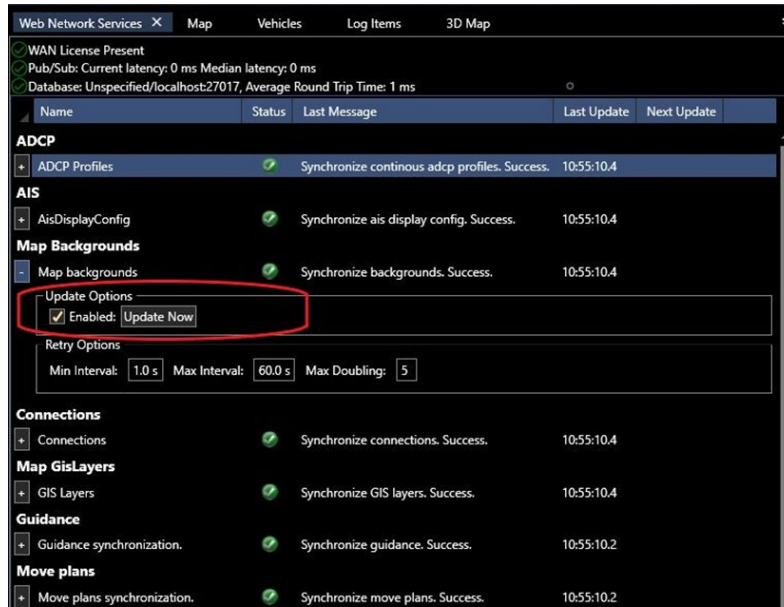 Web Network Services X Map Vehicles Log Items 3D Map
WAN License Present
Pub/Sub: Current latency: 0 ms Median latency: 0 ms
Database: Unspecified/localhost:27017, Average Round Trip Time: 1 ms
Name Status Last Message Last Update Next Update
ADCP
+ ADCP Profiles Synchronize continous adcp profiles. Success. 10:55:10.4
AIS
+ AisDisplayConfig Synchronize ais display config. Success. 10:55:10.4
Map Backgrounds
- Map backgrounds Synchronize backgrounds. Success. 10:55:10.4
Update Options
Enabled: Update Now
Retry Options
Min Interval: 1.0 s Max Interval: 60.0 s Max Doubling: 5
Connections
+ Connections Synchronize connections. Success. 10:55:10.4
Map GisLayers
+ GIS Layers Synchronize GIS layers. Success. 10:55:10.4
Guidance
+ Guidance synchronization. Synchronize guidance. Success. 10:55:10.2
Move plans
+ Move plans synchronization. Synchronize move plans. Success. 10:55:10.2